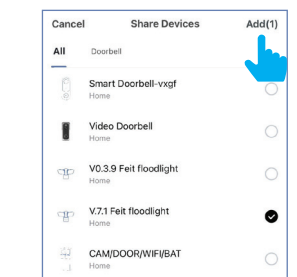 Cancel Share Devices Add(1)
All Doorbell
Smart Doorbell-vxgf
Home
Video Doorbell
Home
V0.3.9 Feit floodlight
Home
V.7.1 Feit floodlight
Home
CAM/DOOR/WIFI/BAT
Home